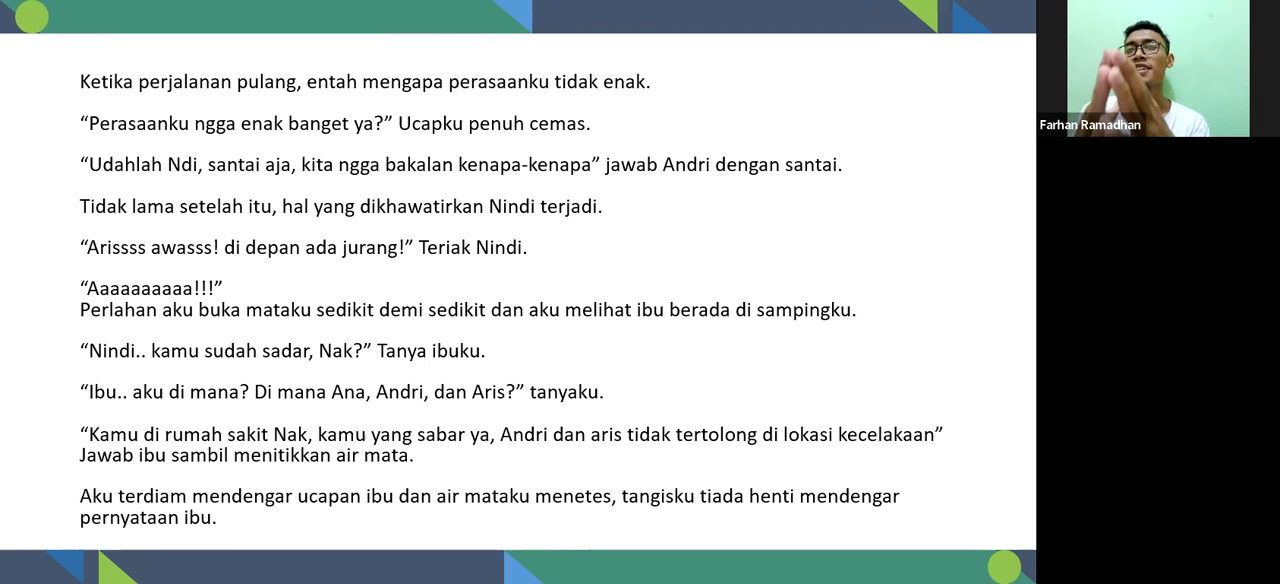 Ketika perjalanan pulang, entah mengapa perasaanku tidak enak.
“Perasaanku ngga enak banget ya?” Ucapku penuh cemas.
“Udahlah Ndi, santai aja, kita ngga bakalan kenapa-kenapa” jawab Andri dengan santai.
Tidak lama setelah itu, hal yang dikhawatirkan Nindi terjadi.
“Arissss awasss! di depan ada jurang!” Teriak Nindi.
“Aaaaaaaaaa!!!”
Perlahan aku buka mataku sedikit demi sedikit dan aku melihat ibu berada di sampingku.
“Nindi.. kamu sudah sadar, Nak?” Tanya ibuku.
“Ibu.. aku di mana? Di mana Ana, Andri, dan Aris?” tanyaku.
“Kamu di rumah sakit Nak, kamu yang sabar ya, Andri dan aris tidak tertolong di lokasi kecelakaan”
Jawab ibu sambil menitikkan air mata.
Aku terdiam mendengar ucapan ibu dan air mataku menetes, tangisku tiada henti mendengar
pernyataan ibu.
Farhan Ramadhan